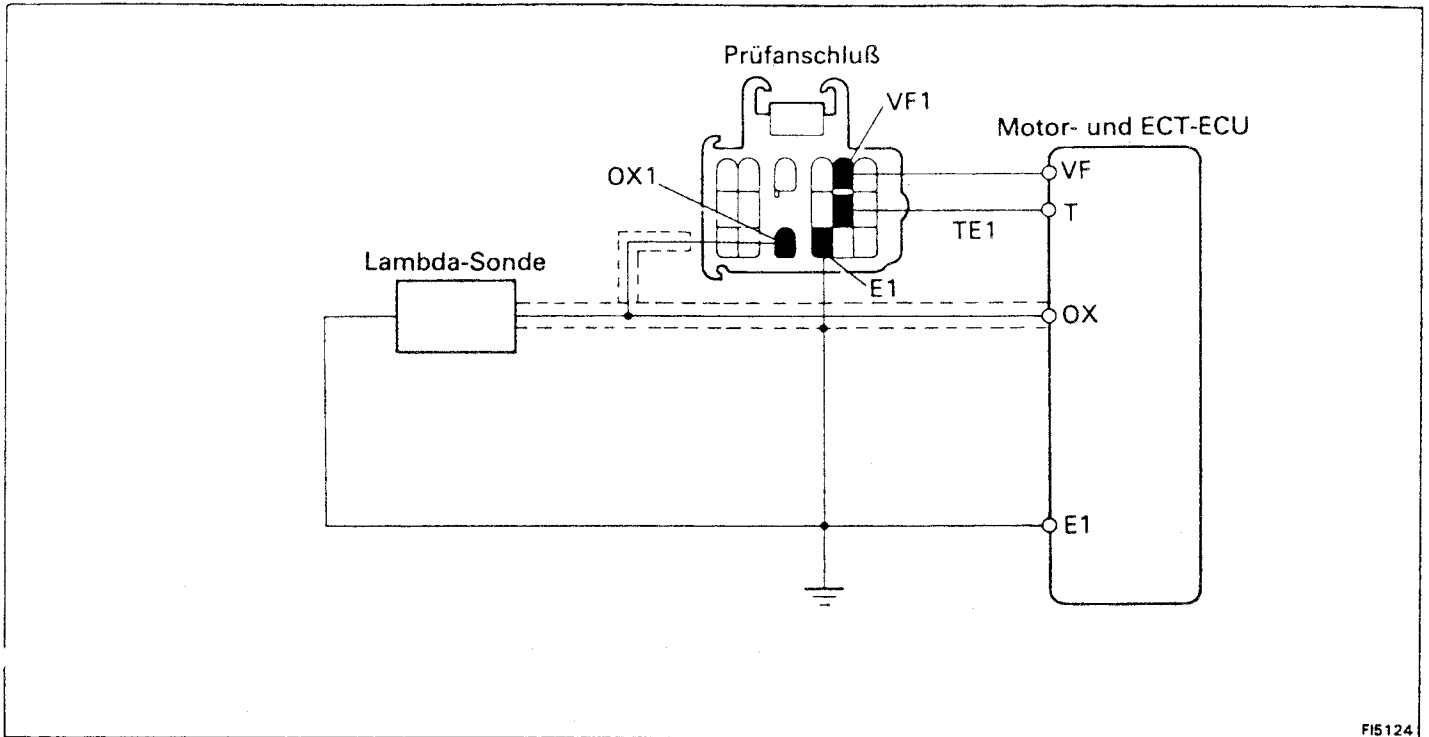 Prüfanschluß
VF1
Motor- und ECT-ECU
VF
OX1
T
TE1
Lambda-Sonde
E1
OX
E1
FI5124